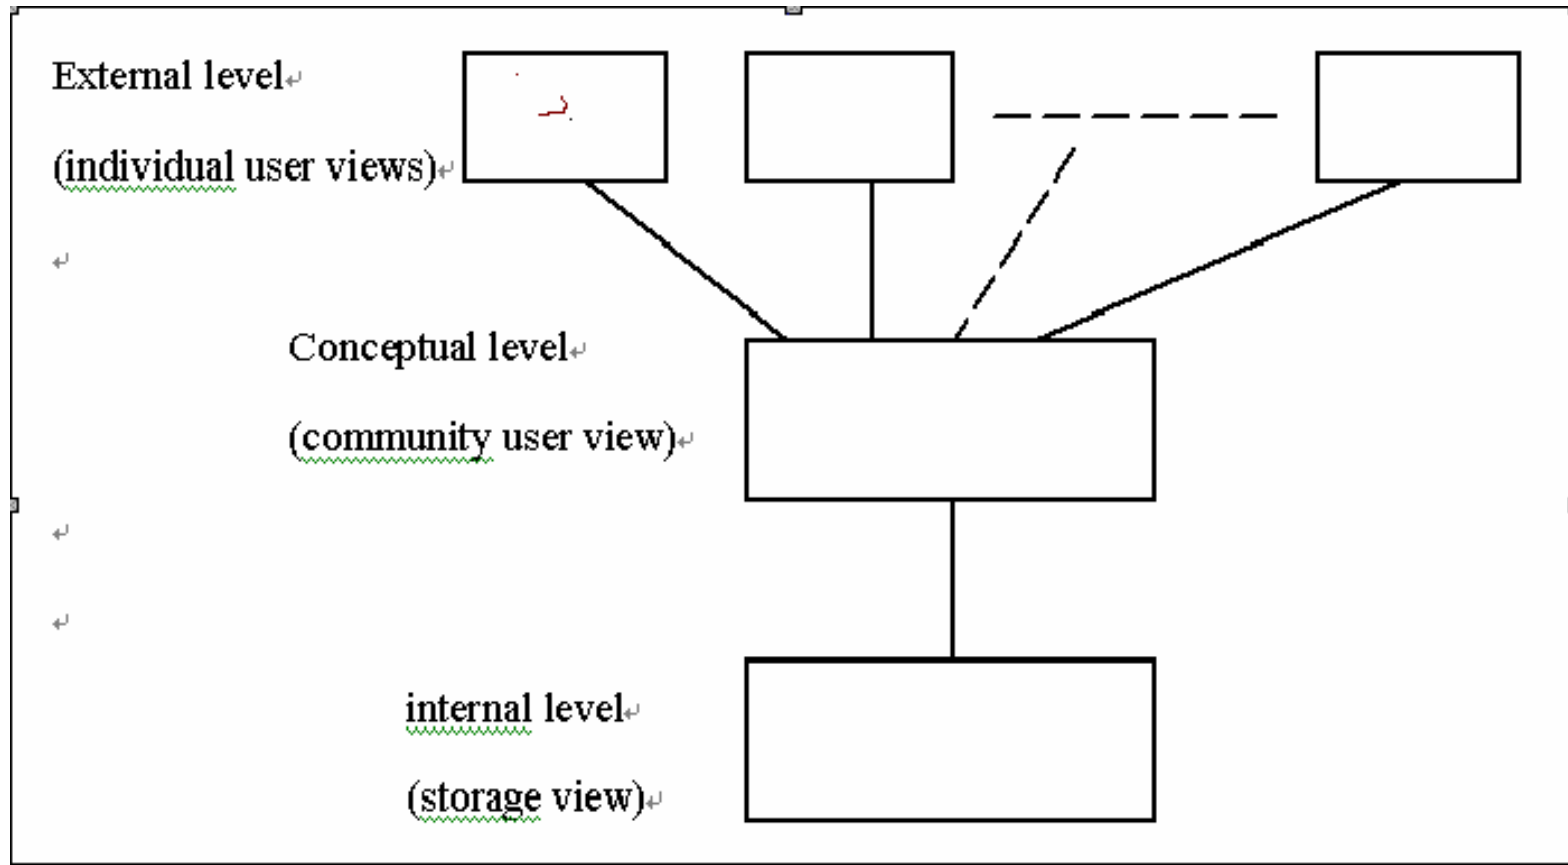 External level
(individual user views)
Conceptual level
(community user view)
internal level
(storage view)